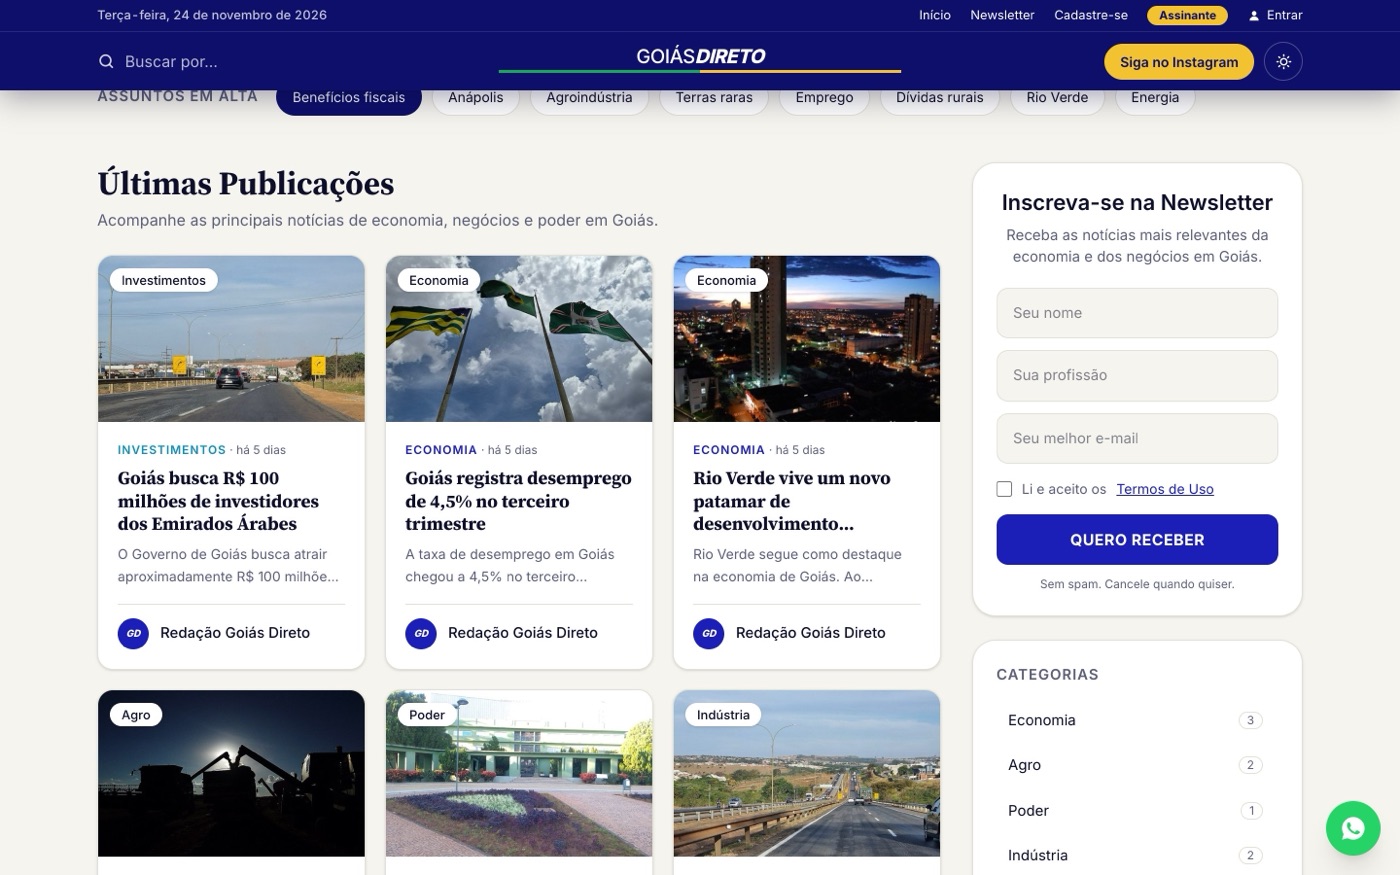 Terça-feira, 24 de novembro de 2026
Início Newsletter Cadastre-se Assinante Entrar
Buscar por...
GOIÁSDIRETO
Siga no Instagram
ASSUNTOS EM ALTA Benefícios fiscais Anápolis Agroindústria Terras raras Emprego Dívidas rurais Rio Verde Energia
Últimas Publicações
Acompanhe as principais notícias de economia, negócios e poder em Goiás.
Investimentos
INVESTIMENTOS · há 5 dias
Goiás busca R$ 100
milhões de investidores
dos Emirados Árabes
O Governo de Goiás busca atrair
aproximadamente R$ 100 milhõe...
GD Redação Goiás Direto
Economia
ECONOMIA · há 5 dias
Goiás registra desemprego
de 4,5% no terceiro
trimestre
A taxa de desemprego em Goiás
chegou a 4,5% no terceiro...
GD Redação Goiás Direto
Economia
ECONOMIA · há 5 dias
Rio Verde vive um novo
patamar de
desenvolvimento...
Rio Verde segue como destaque
na economia de Goiás. Ao...
GD Redação Goiás Direto
Agro
Poder
Indústria
Inscreva-se na Newsletter
Receba as notícias mais relevantes da
economia e dos negócios em Goiás.
Seu nome
Sua profissão
Seu melhor e-mail
Li e aceito os Termos de Uso
QUERO RECEBER
Sem spam. Cancele quando quiser.
CATEGORIAS
Economia 3
Agro 2
Poder 1
Indústria 2